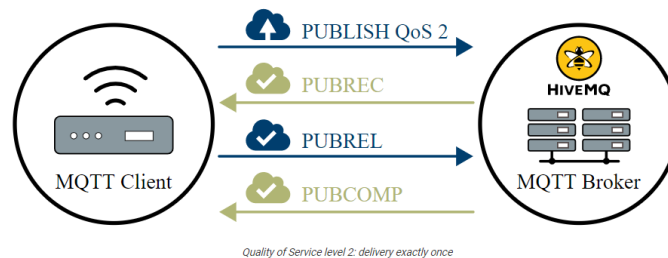 PUBLISH QoS 2
PUBREC
PUBREL
PUBCOMP
MQTT Client
HIVEMQ
MQTT Broker
Quality of Service level 2: delivery exactly once